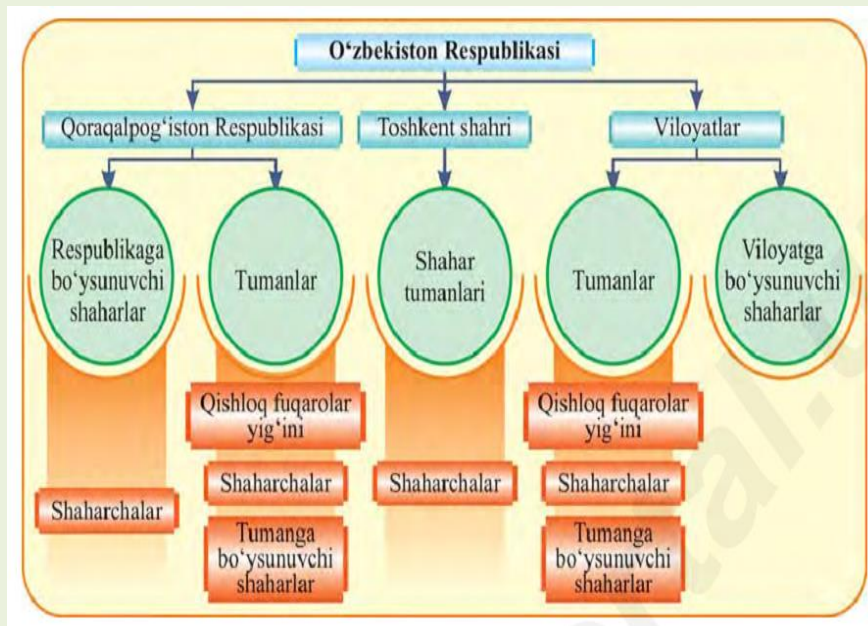 O‘zbekiston Respublikasi
Qoraqalpog‘iston Respublikasi
Toshkent shahri
Viloyatlar
Respublikaga
bo‘ysunuvchi
shaharlar
Tumanlar
Shahar
tumanlari
Tumanlar
Viloyatga
bo‘ysunuvchi
shaharlar
Shaharchalar
Qishloq fuqarolar
yig‘ini
Shaharchalar
Tumanga
bo‘ysunuvchi
shaharlar
Shaharchalar
Qishloq fuqarolar
yig‘ini
Shaharchalar
Tumanga
bo‘ysunuvchi
shaharlar